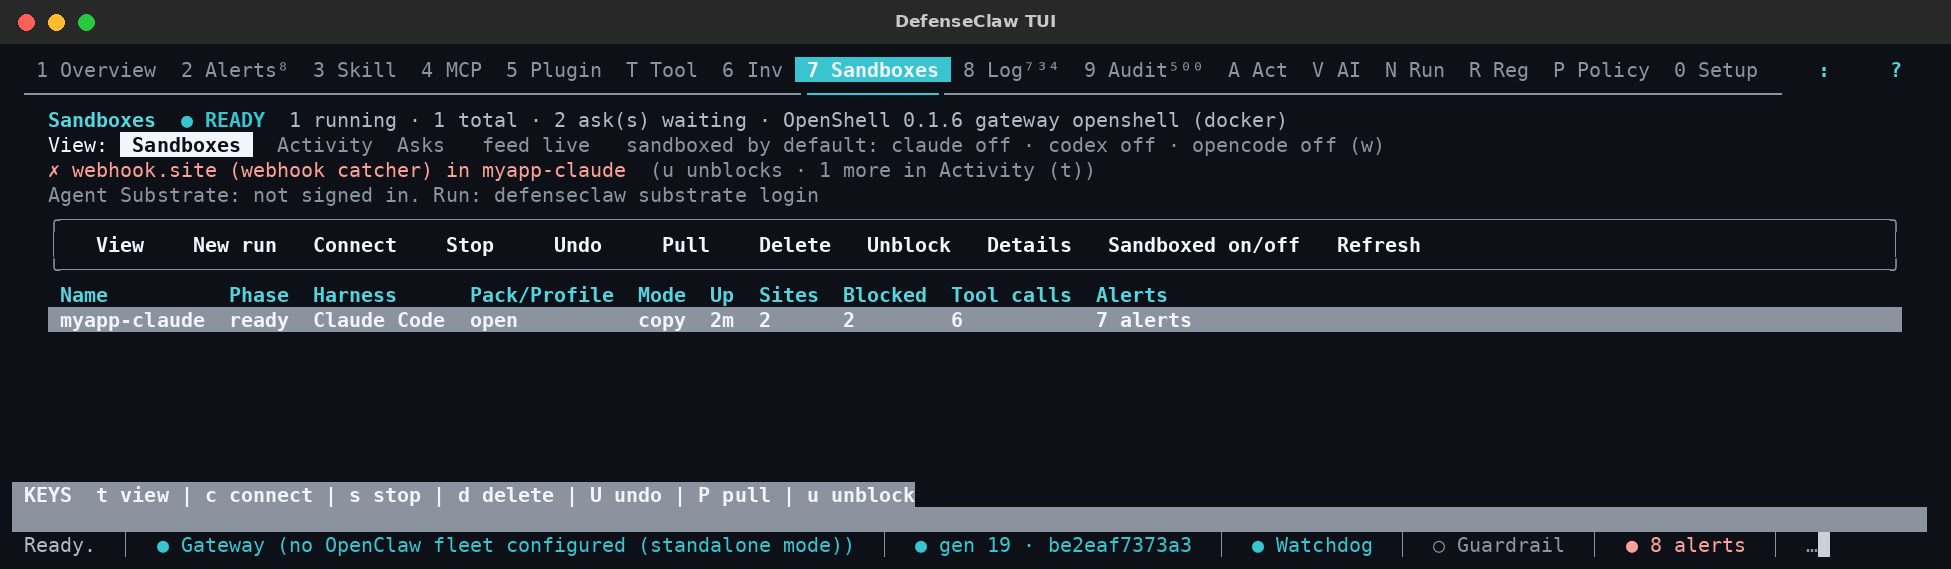 DefenseClaw TUI
1 Overview  2 Alerts⁸  3 Skill  4 MCP  5 Plugin  T Tool  6 Inv  7 Sandboxes  8 Log⁷³⁴  9 Audit⁵⁰⁰  A Act  V AI  N Run  R Reg  P Policy  0 Setup  :  ?
Sandboxes  ● READY  1 running · 1 total · 2 ask(s) waiting · OpenShell 0.1.6 gateway openshell (docker)
View:  Sandboxes  Activity  Asks  feed live  sandboxed by default: claude off · codex off · opencode off (w)
✗ webhook.site (webhook catcher) in myapp-claude  (u unblocks · 1 more in Activity (t))
Agent Substrate: not signed in. Run: defenseclaw substrate login
View  New run  Connect  Stop  Undo  Pull  Delete  Unblock  Details  Sandboxed on/off  Refresh
Name  Phase  Harness  Pack/Profile  Mode  Up  Sites  Blocked  Tool calls  Alerts
myapp-claude  ready  Claude Code  open  copy  2m  2  2  6  7 alerts
KEYS  t view | c connect | s stop | d delete | U undo | P pull | u unblock
Ready.  │  ● Gateway (no OpenClaw fleet configured (standalone mode))  │  ● gen 19 · be2eaf7373a3  │  ● Watchdog  │  ○ Guardrail  │  ● 8 alerts  │  …